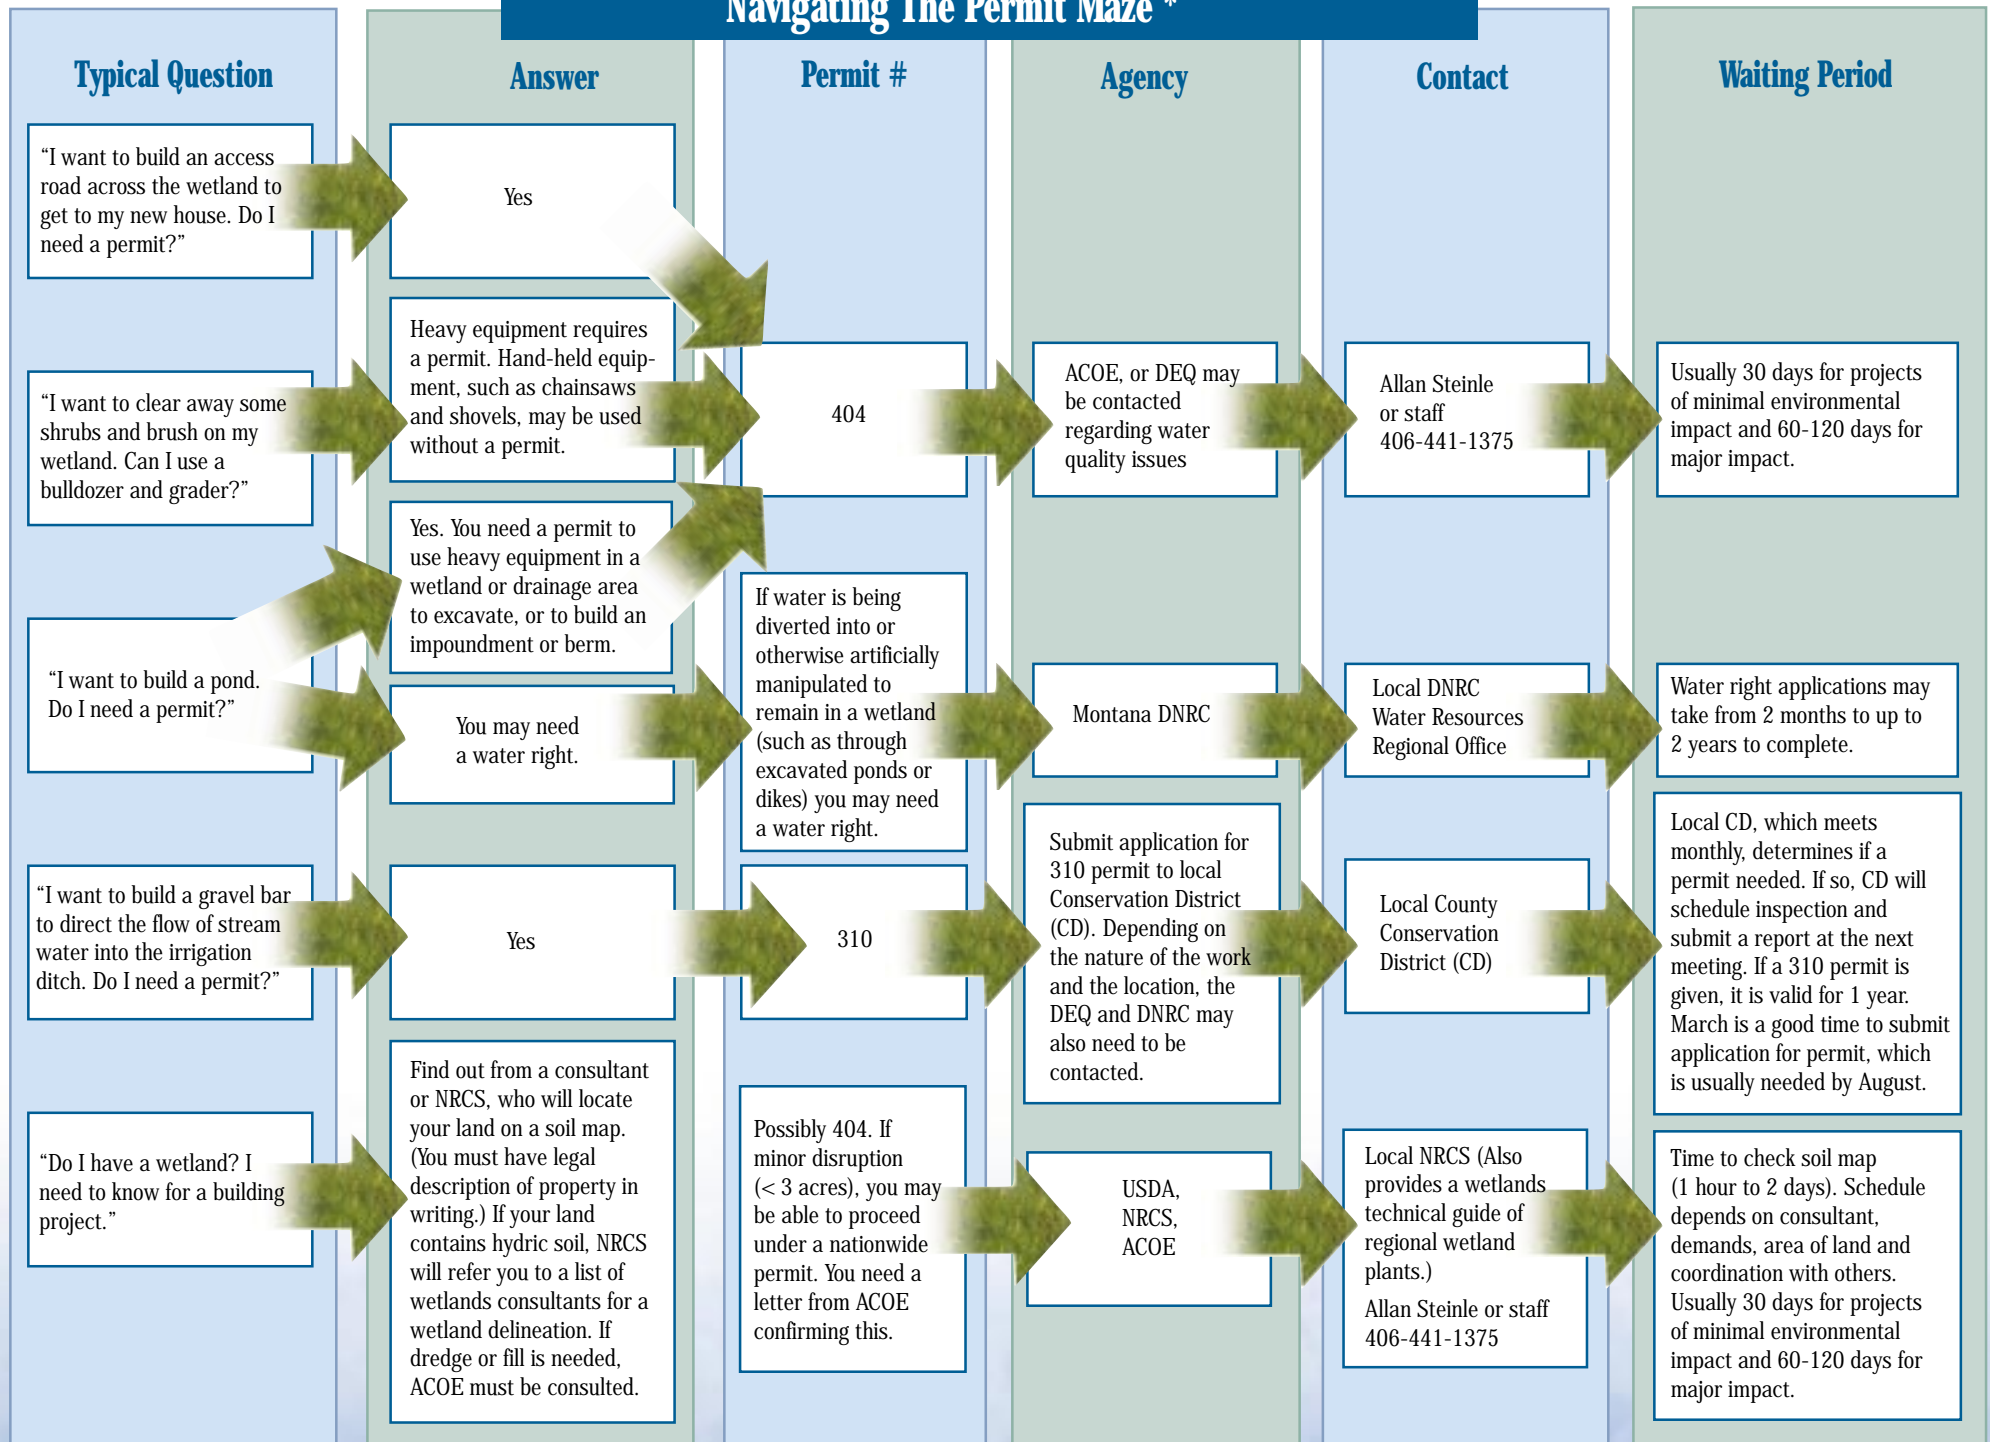 Navigating The Permit Maze *
Typical Question
Answer
Permit #
Agency
Contact
Waiting Period
“I want to build an access
road across the wetland to
get to my new house. Do I
need a permit?”
Yes
“I want to clear away some
shrubs and brush on my
wetland. Can I use a
bulldozer and grader?”
Heavy equipment requires
a permit. Hand-held equip-
ment, such as chainsaws
and shovels, may be used
without a permit.
404
ACOE, or DEQ may
be contacted
regarding water
quality issues
Allan Steinle
or staff
406-441-1375
Usually 30 days for projects
of minimal environmental
impact and 60-120 days for
major impact.
“I want to build a pond.
Do I need a permit?”
Yes. You need a permit to
use heavy equipment in a
wetland or drainage area
to excavate, or to build an
impoundment or berm.
You may need
a water right.
If water is being
diverted into or
otherwise artificially
manipulated to
remain in a wetland
(such as through
excavated ponds or
dikes) you may need
a water right.
Montana DNRC
Local DNRC
Water Resources
Regional Office
Water right applications may
take from 2 months to up to
2 years to complete.
“I want to build a gravel bar
to direct the flow of stream
water into the irrigation
ditch. Do I need a permit?”
Yes
310
Submit application for
310 permit to local
Conservation District
(CD). Depending on
the nature of the work
and the location, the
DEQ and DNRC may
also need to be
contacted.
Local County
Conservation
District (CD)
Local CD, which meets
monthly, determines if a
permit needed. If so, CD will
schedule inspection and
submit a report at the next
meeting. If a 310 permit is
given, it is valid for 1 year.
March is a good time to submit
application for permit, which
is usually needed by August.
“Do I have a wetland? I
need to know for a building
project.”
Find out from a consultant
or NRCS, who will locate
your land on a soil map.
(You must have legal
description of property in
writing.) If your land
contains hydric soil, NRCS
will refer you to a list of
wetlands consultants for a
wetland delineation. If
dredge or fill is needed,
ACOE must be consulted.
Possibly 404. If
minor disruption
(< 3 acres), you may
be able to proceed
under a nationwide
permit. You need a
letter from ACOE
confirming this.
USDA,
NRCS,
ACOE
Local NRCS (Also
provides a wetlands
technical guide of
regional wetland
plants.)
Allan Steinle or staff
406-441-1375
Time to check soil map
(1 hour to 2 days). Schedule
depends on consultant,
demands, area of land and
coordination with others.
Usually 30 days for projects
of minimal environmental
impact and 60-120 days for
major impact.